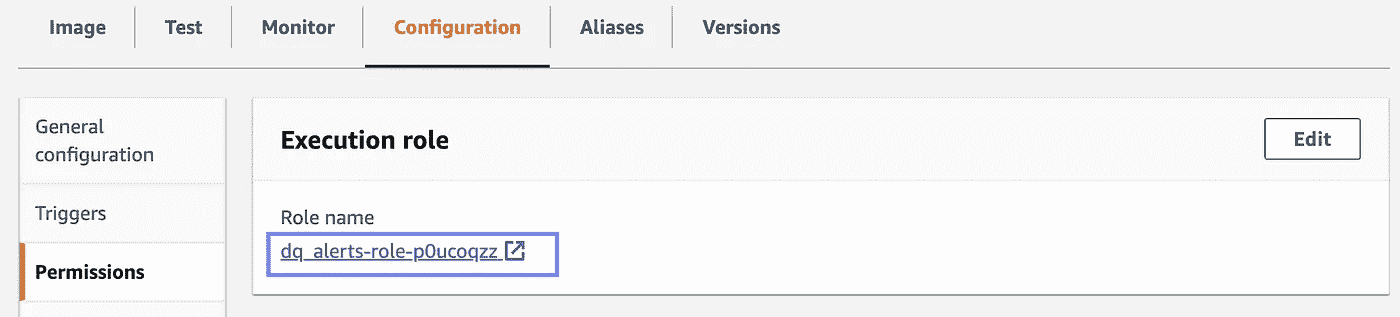 Image
Test
Monitor
Configuration
Aliases
Versions
General
configuration
Triggers
Permissions
Execution role
Edit
Role name
dq_alerts-role-p0ucoqzz